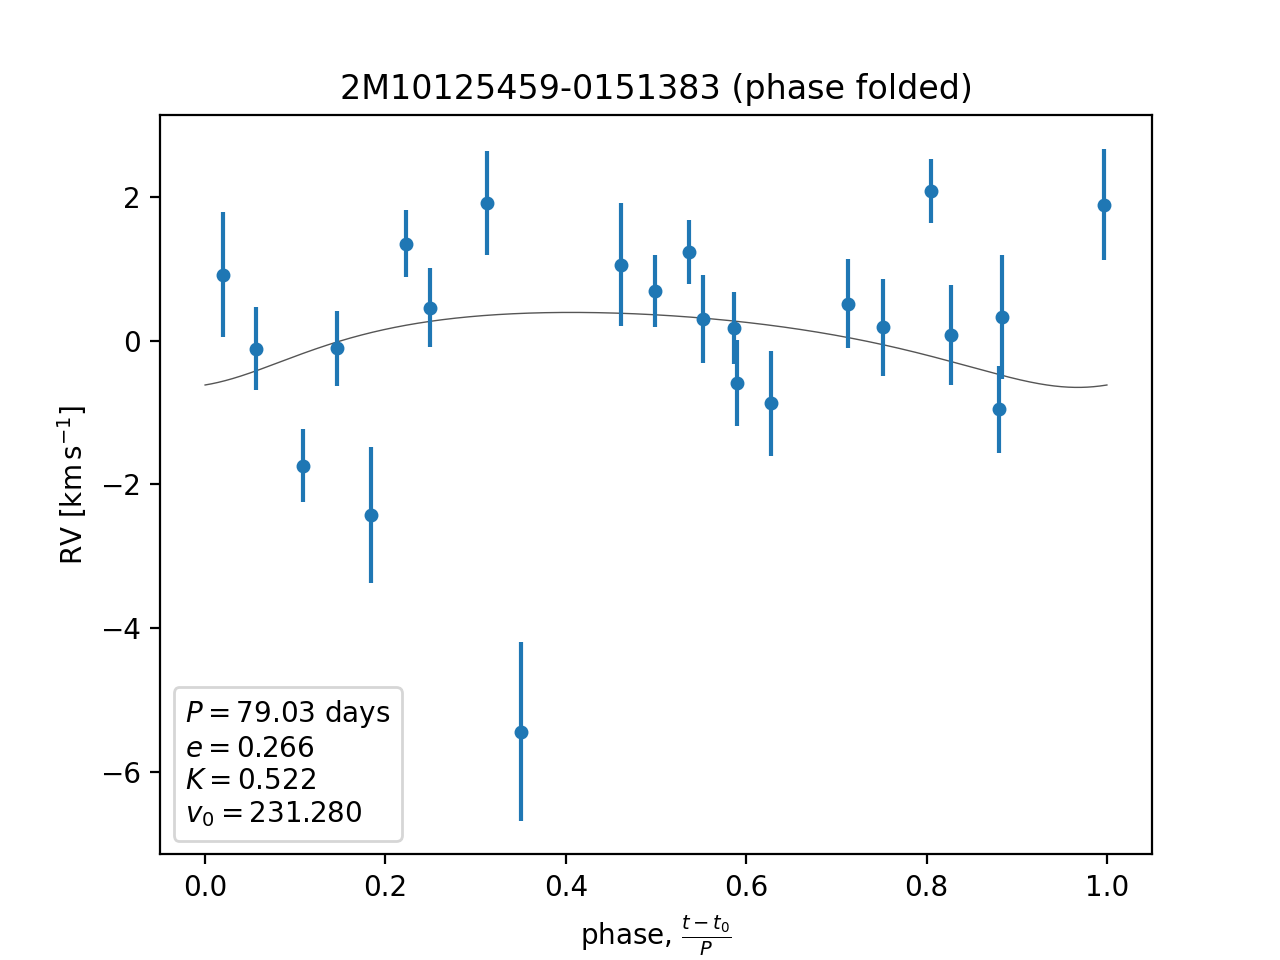 2M10125459-0151383 (phase folded)
RV [km s⁻¹]
2
0
−2
−4
−6
P = 79.03 days
e = 0.266
K = 0.522
v₀ = 231.280
0.0 0.2 0.4 0.6 0.8 1.0
phase, (t − t₀)/P